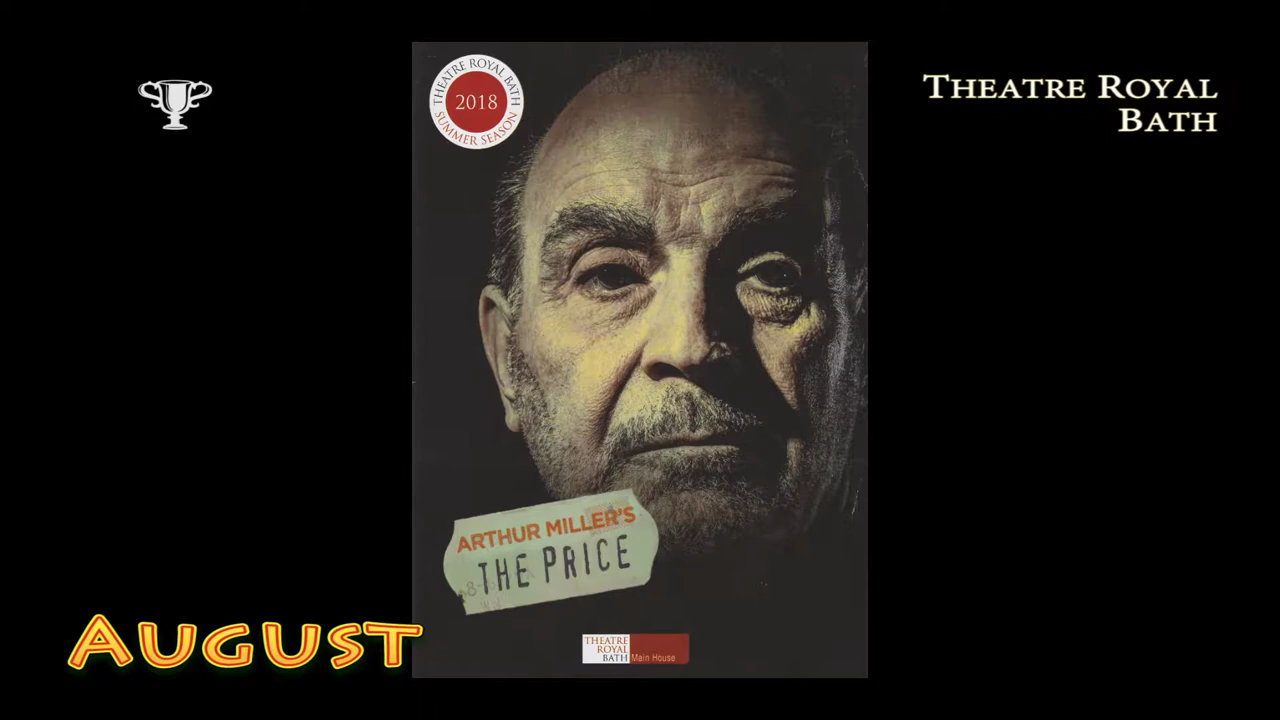 THEATRE ROYAL BATH
2018
SUMMER SEASON
THEATRE ROYAL
BATH
ARTHUR MILLER'S
THE PRICE
AUGUST
THEATRE
ROYAL
BATH
Main House